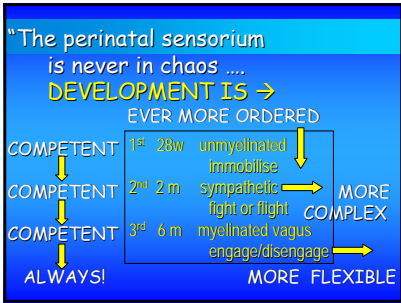 “The perinatal sensorium
is never in chaos ....
DEVELOPMENT IS →
EVER MORE ORDERED
COMPETENT 1st 28w unmyelinated
immobilise
COMPETENT 2nd 2 m sympathetic MORE
fight or flight COMPLEX
COMPETENT 3rd 6 m myelinated vagus
engage/disengage
ALWAYS! MORE FLEXIBLE